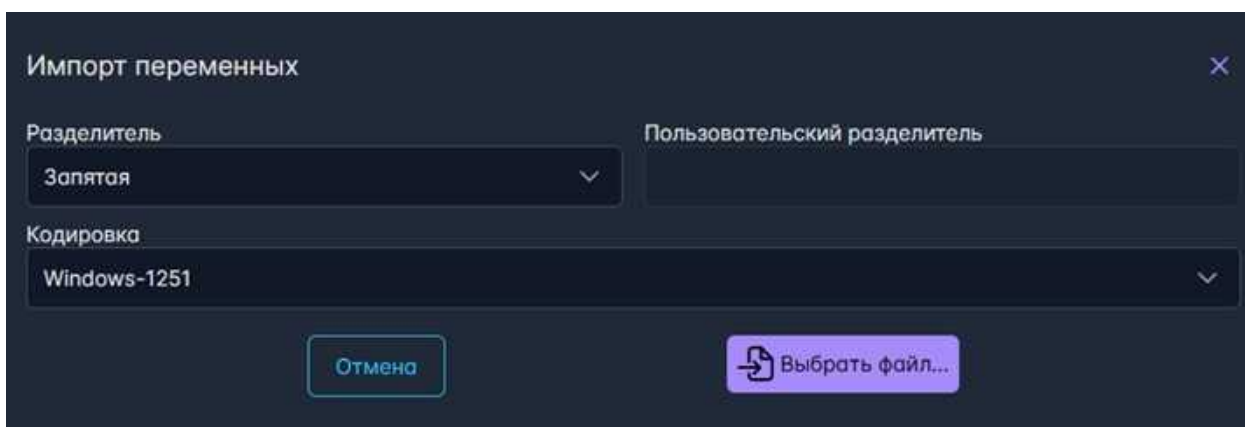 Импорт переменных
Разделитель
Пользовательский разделитель
Запятая
Кодировка
Windows-1251
Отмена
Выбрать файл...